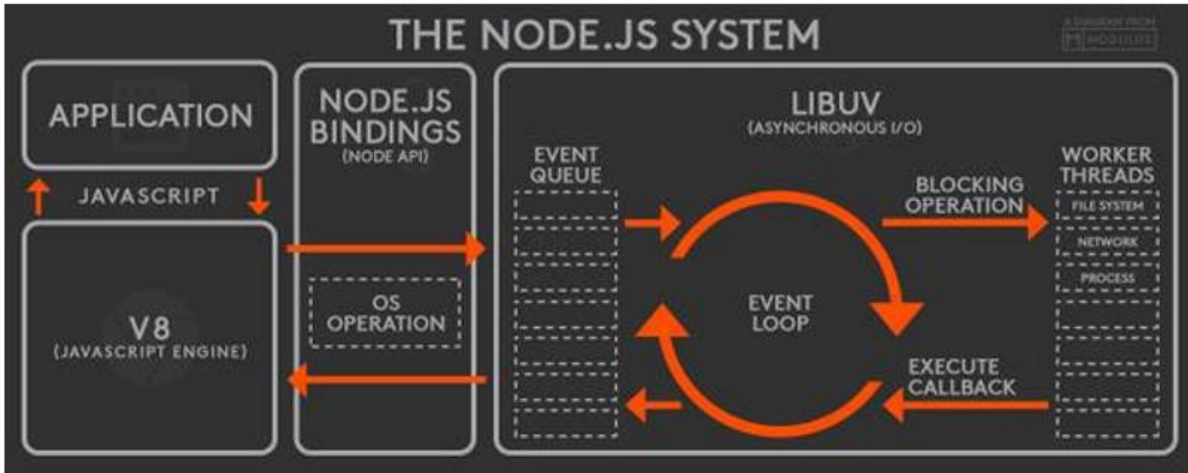 THE NODE.JS SYSTEM
A DIAGRAM FROM
MODULUS
APPLICATION
JAVASCRIPT
V8
(JAVASCRIPT ENGINE)
NODE.JS
BINDINGS
(NODE API)
OS
OPERATION
LIBUV
(ASYNCHRONOUS I/O)
EVENT
QUEUE
EVENT
LOOP
BLOCKING
OPERATION
EXECUTE
CALLBACK
WORKER
THREADS
FILE SYSTEM
NETWORK
PROCESS